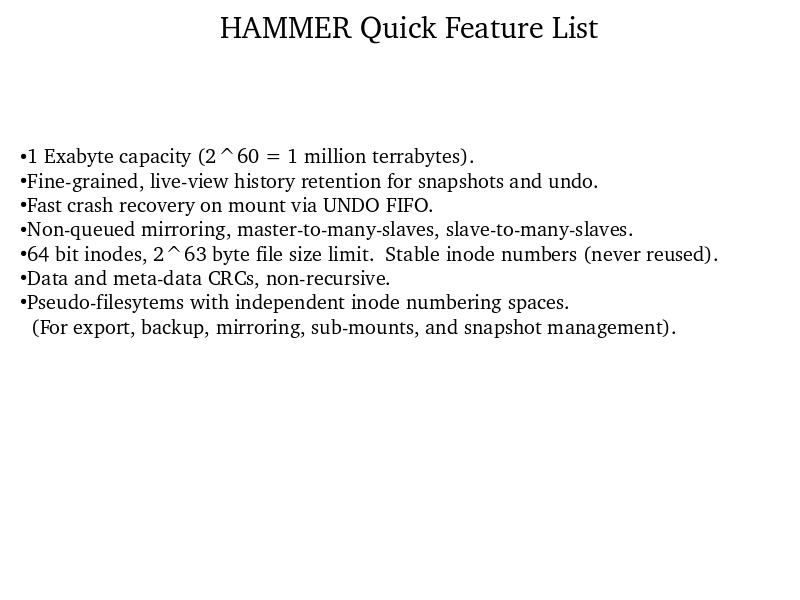 HAMMER Quick Feature List
•1 Exabyte capacity (2^60 = 1 million terrabytes).
•Fine-grained, live-view history retention for snapshots and undo.
•Fast crash recovery on mount via UNDO FIFO.
•Non-queued mirroring, master-to-many-slaves, slave-to-many-slaves.
•64 bit inodes, 2^63 byte file size limit.  Stable inode numbers (never reused).
•Data and meta-data CRCs, non-recursive.
•Pseudo-filesytems with independent inode numbering spaces.
(For export, backup, mirroring, sub-mounts, and snapshot management).